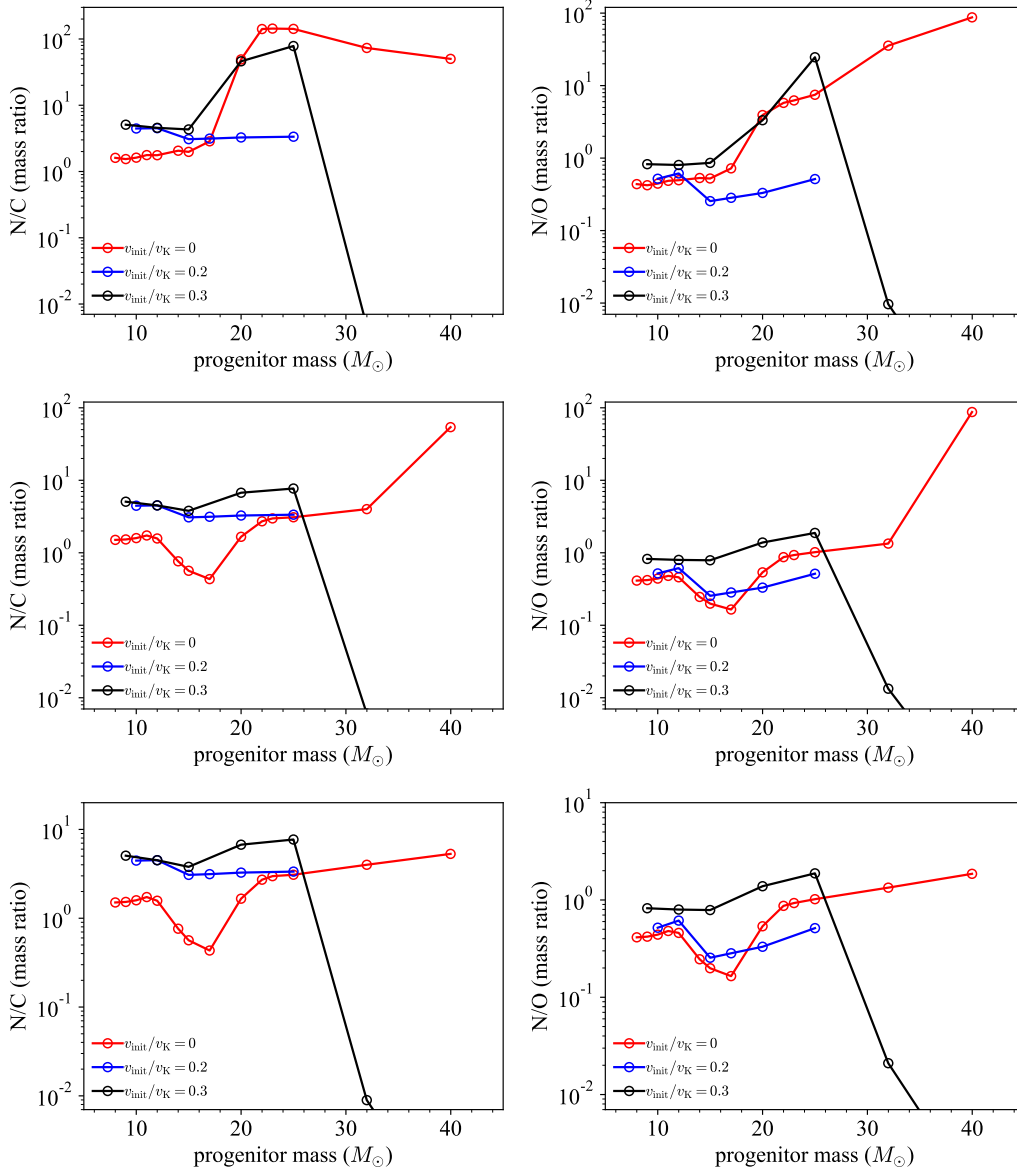 N/C (mass ratio)
10^2
10^1
10^0
10^-1
10^-2
v_init/v_K = 0
v_init/v_K = 0.2
v_init/v_K = 0.3
10 20 30 40
progenitor mass (M_⊙)
N/O (mass ratio)
10^2
10^1
10^0
10^-1
10^-2
v_init/v_K = 0
v_init/v_K = 0.2
v_init/v_K = 0.3
10 20 30 40
progenitor mass (M_⊙)
N/C (mass ratio)
10^2
10^1
10^0
10^-1
10^-2
v_init/v_K = 0
v_init/v_K = 0.2
v_init/v_K = 0.3
10 20 30 40
progenitor mass (M_⊙)
N/O (mass ratio)
10^2
10^1
10^0
10^-1
10^-2
v_init/v_K = 0
v_init/v_K = 0.2
v_init/v_K = 0.3
10 20 30 40
progenitor mass (M_⊙)
N/C (mass ratio)
10^1
10^0
10^-1
10^-2
v_init/v_K = 0
v_init/v_K = 0.2
v_init/v_K = 0.3
10 20 30 40
progenitor mass (M_⊙)
N/O (mass ratio)
10^1
10^0
10^-1
10^-2
v_init/v_K = 0
v_init/v_K = 0.2
v_init/v_K = 0.3
10 20 30 40
progenitor mass (M_⊙)